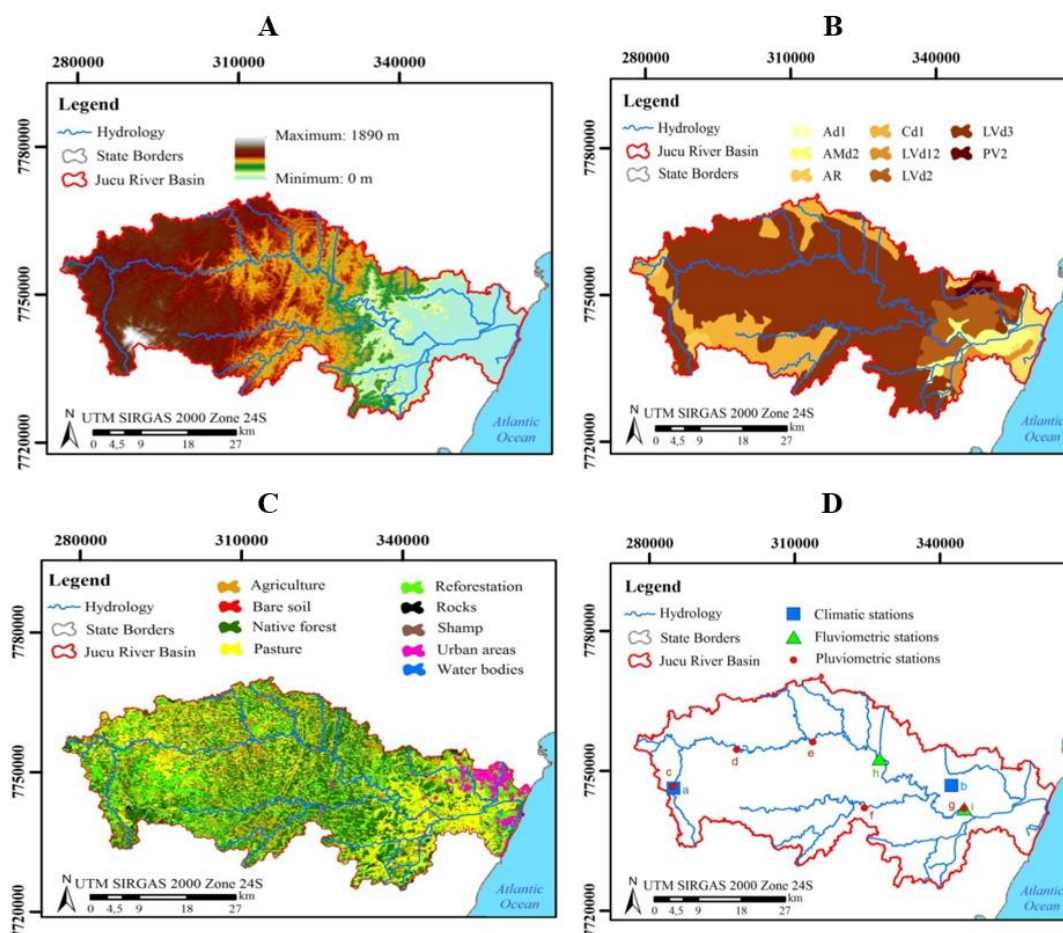 A
280000 310000 340000
7780000
7750000
7720000
Legend
Hydrology
State Borders
Jucu River Basin
Maximum: 1890 m
Minimum: 0 m
N
UTM SIRGAS 2000 Zone 24S
km
0 4,5 9 18 27
Atlantic
Ocean
B
280000 310000 340000
7780000
7750000
7720000
Legend
Hydrology
Jucu River Basin
State Borders
Ad1
AMd2
AR
Cd1
LVd12
LVd2
LVd3
PV2
N
UTM SIRGAS 2000 Zone 24S
km
0 4,5 9 18 27
Atlantic
Ocean
C
280000 310000 340000
7780000
7750000
7720000
Legend
Hydrology
State Borders
Jucu River Basin
Agriculture
Bare soil
Native forest
Pasture
Reforestation
Rocks
Shamp
Urban areas
Water bodies
N
UTM SIRGAS 2000 Zone 24S
km
0 4,5 9 18 27
Atlantic
Ocean
D
280000 310000 340000
7780000
7750000
7720000
Legend
Hydrology
State Borders
Jucu River Basin
Climatic stations
Fluviometric stations
Pluviometric stations
e
d
h
c
a
b
g i
f
N
UTM SIRGAS 2000 Zone 24S
km
0 4,5 9 18 27
Atlantic
Ocean